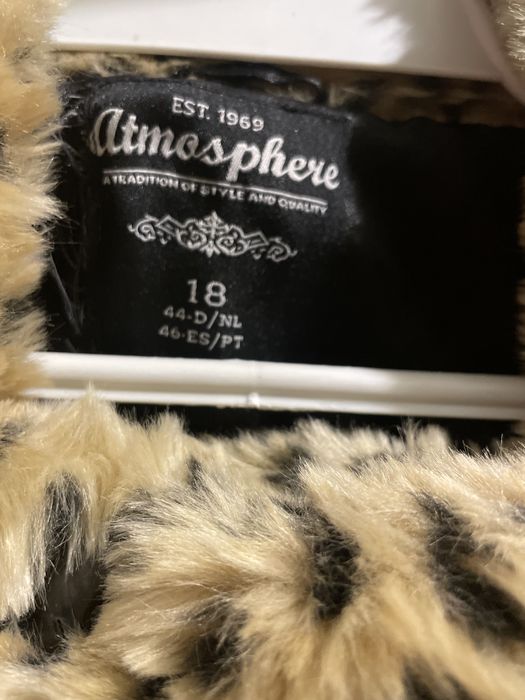 EST. 1969
Atmosphere
A TRADITION OF STYLE AND QUALITY
18
44-D/NL
46-ES/PT